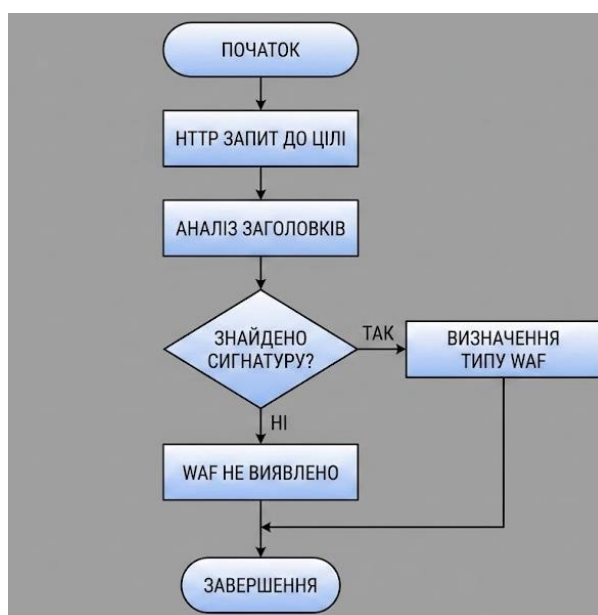 ПОЧАТОК
HTTP ЗАПИТ ДО ЦІЛІ
АНАЛІЗ ЗАГОЛОВКІВ
ЗНАЙДЕНО
СИГНАТУРУ?
ТАК
ВИЗНАЧЕННЯ
ТИПУ WAF
НІ
WAF НЕ ВИЯВЛЕНО
ЗАВЕРШЕННЯ